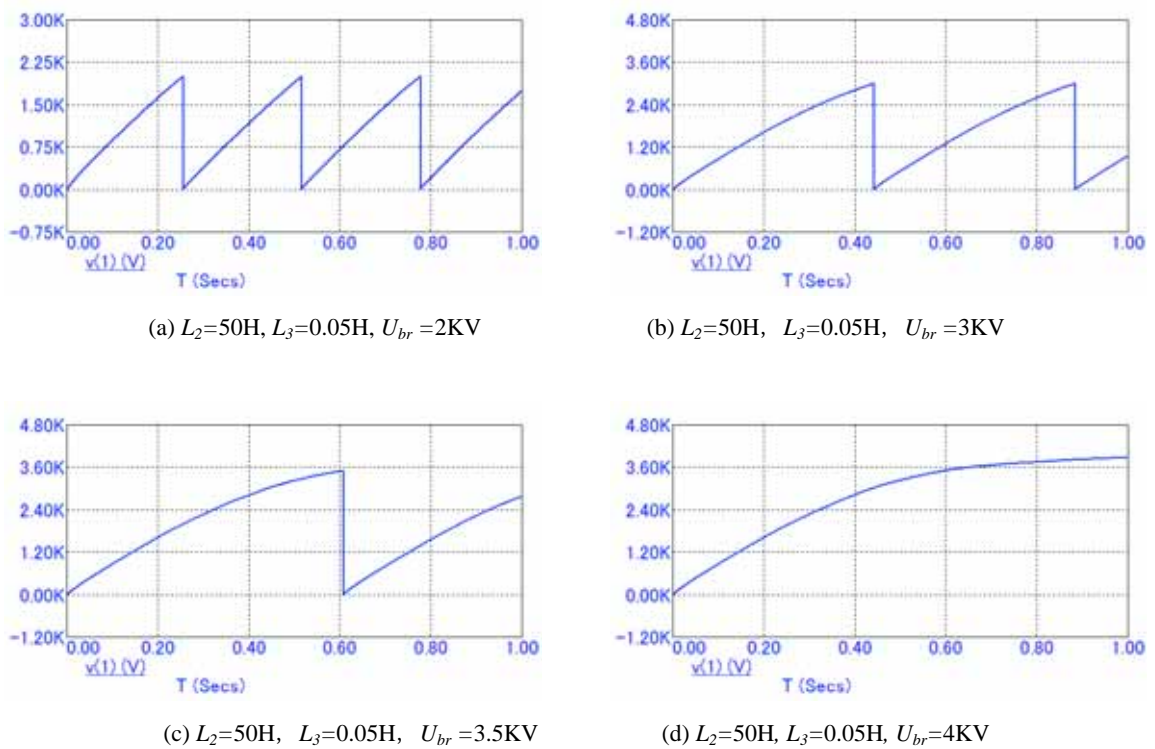 3.00K
2.25K
1.50K
0.75K
0.00K
-0.75K
0.00 0.20 0.40 0.60 0.80 1.00
v(1) (V)
T (Secs)
(a) L2=50H, L3=0.05H, Ubr =2KV
4.80K
3.60K
2.40K
1.20K
0.00K
-1.20K
0.00 0.20 0.40 0.60 0.80 1.00
v(1) (V)
T (Secs)
(b) L2=50H, L3=0.05H, Ubr =3KV
4.80K
3.60K
2.40K
1.20K
0.00K
-1.20K
0.00 0.20 0.40 0.60 0.80 1.00
v(1) (V)
T (Secs)
(c) L2=50H, L3=0.05H, Ubr =3.5KV
4.80K
3.60K
2.40K
1.20K
0.00K
-1.20K
0.00 0.20 0.40 0.60 0.80 1.00
v(1) (V)
T (Secs)
(d) L2=50H, L3=0.05H, Ubr=4KV